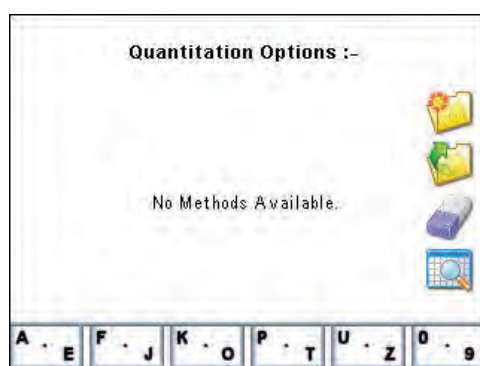 Quantitation Options :-
No Methods Available.
A . E F . J K . O P . T U . Z 0 . 9